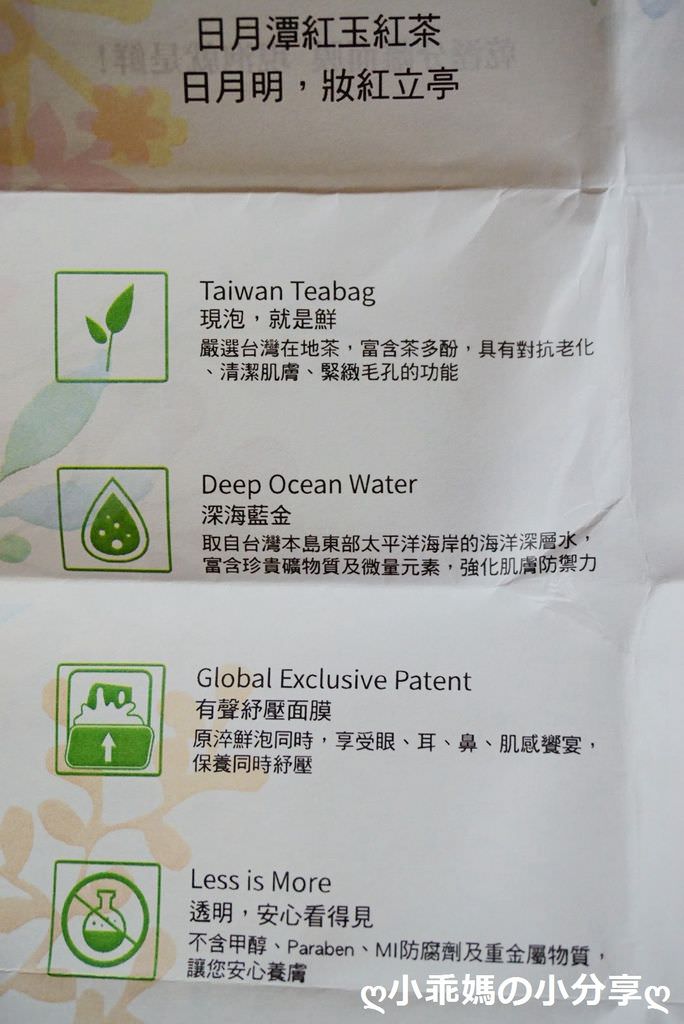 日月潭紅玉紅茶
日月明，妝紅立亭
Taiwan Teabag
現泡，就是鮮
嚴選台灣在地茶，富含茶多酚，具有對抗老化
、清潔肌膚、緊緻毛孔的功能
Deep Ocean Water
深海藍金
取自台灣本島東部太平洋海岸的海洋深層水，
富含珍貴礦物質及微量元素，強化肌膚防禦力
Global Exclusive Patent
有聲紓壓面膜
原淬鮮泡同時，享受眼、耳、鼻、肌感饗宴，
保養同時紓壓
Less is More
透明，安心看得見
不含甲醇、Paraben、MI防腐劑及重金屬物質，
讓您安心養膚
ღ小乖媽の小分享ღ